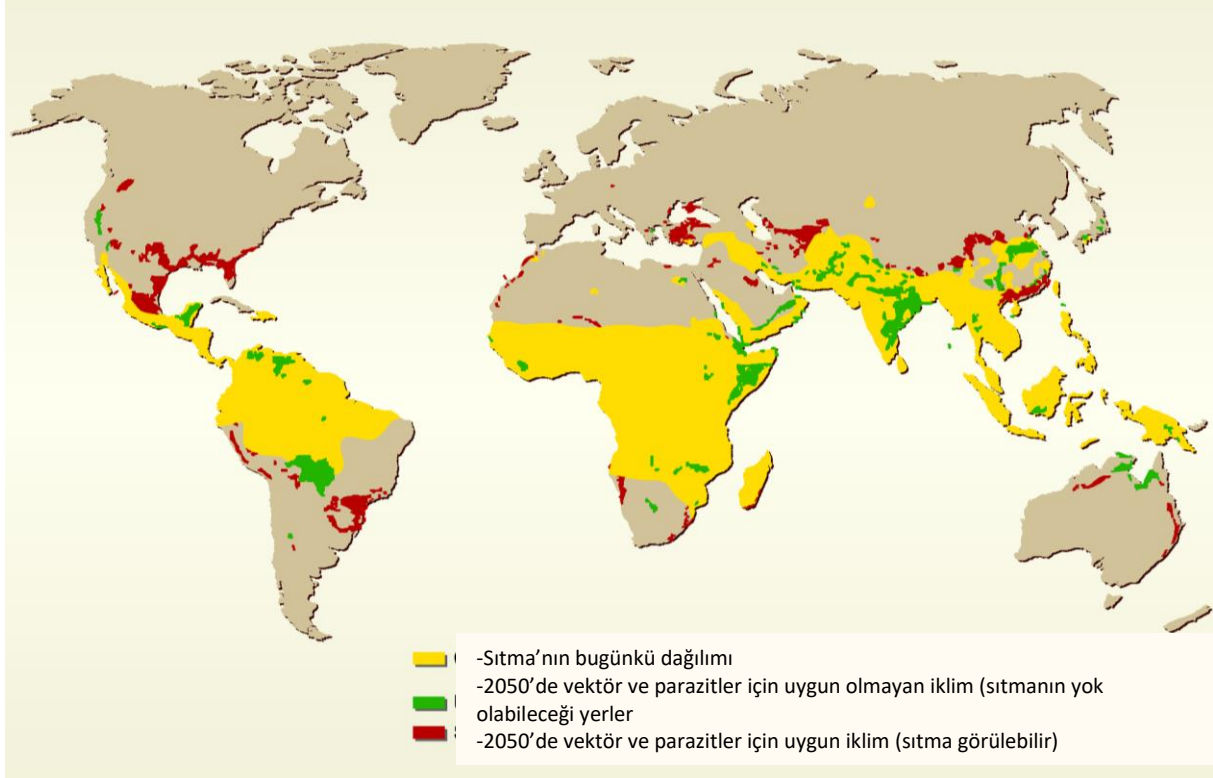 -Sıtma’nın bugünkü dağılımı
-2050’de vektör ve parazitler için uygun olmayan iklim (sıtmanın yok
olabileceği yerler
-2050’de vektör ve parazitler için uygun iklim (sıtma görülebilir)